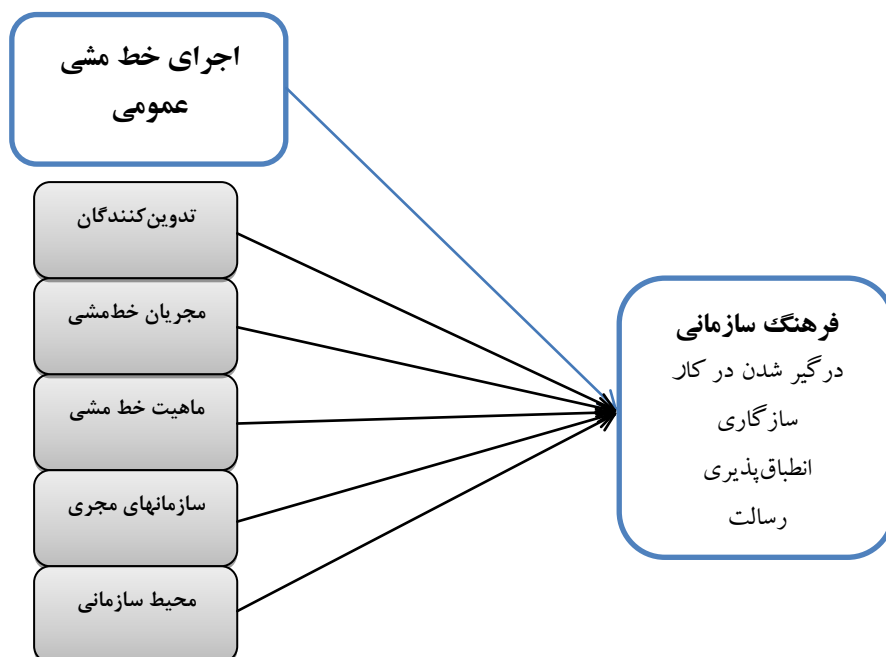 اجرای خط مشی
عمومی
تدوین‌کنندگان
مجریان خط‌مشی
ماهیت خط مشی
سازمانهای مجری
محیط سازمانی
فرهنگ سازمانی
درگیر شدن در کار
سازگاری
انطباق‌پذیری
رسالت